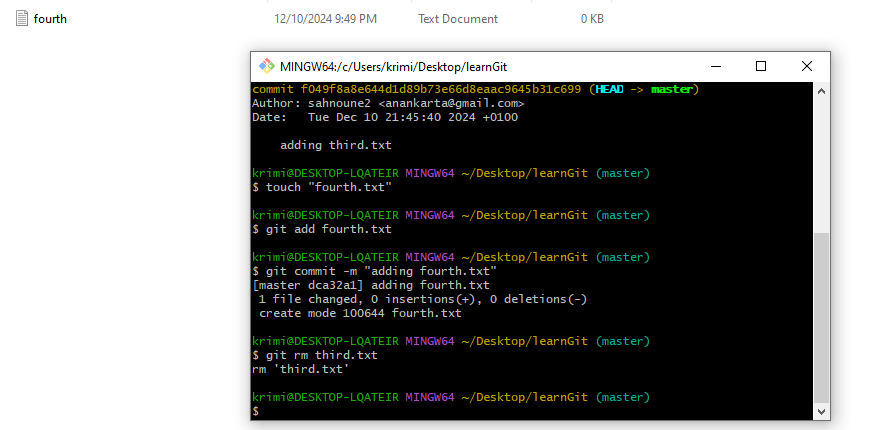 fourth 12/10/2024 9:49 PM Text Document 0 KB
MINGW64:/c/Users/krimi/Desktop/learnGit
commit f049f8a8e644d1d89b73e66d8eaac9645b31c699 (HEAD -> master)
Author: sahnoune2 <anankarta@gmail.com>
Date:   Tue Dec 10 21:45:40 2024 +0100
    adding third.txt
krimi@DESKTOP-LQATEIR MINGW64 ~/Desktop/learnGit (master)
$ touch "fourth.txt"
krimi@DESKTOP-LQATEIR MINGW64 ~/Desktop/learnGit (master)
$ git add fourth.txt
krimi@DESKTOP-LQATEIR MINGW64 ~/Desktop/learnGit (master)
$ git commit -m "adding fourth.txt"
[master dca32a1] adding fourth.txt
 1 file changed, 0 insertions(+), 0 deletions(-)
 create mode 100644 fourth.txt
krimi@DESKTOP-LQATEIR MINGW64 ~/Desktop/learnGit (master)
$ git rm third.txt
rm 'third.txt'
krimi@DESKTOP-LQATEIR MINGW64 ~/Desktop/learnGit (master)
$